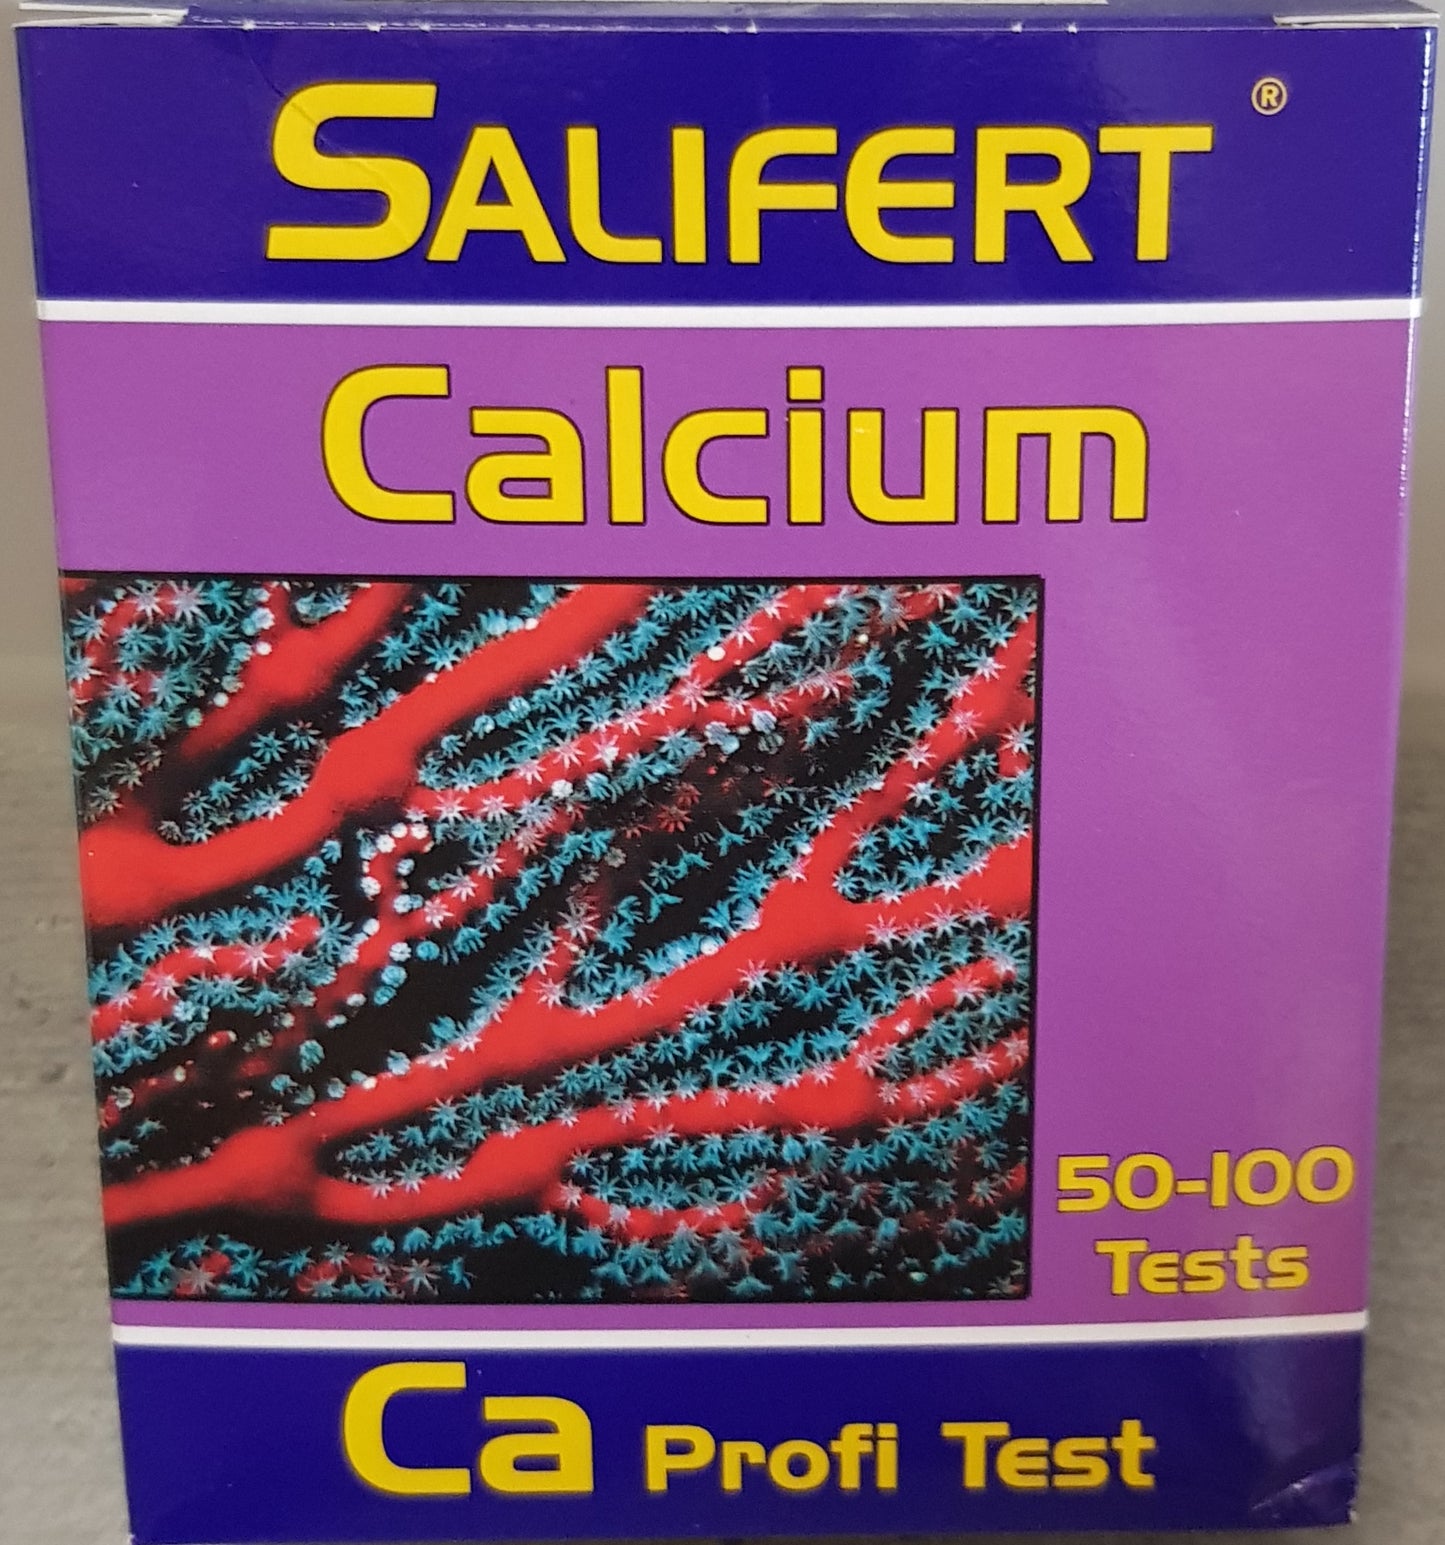 SALIFERT ®
Calcium
50-100
Tests
Ca Profi Test